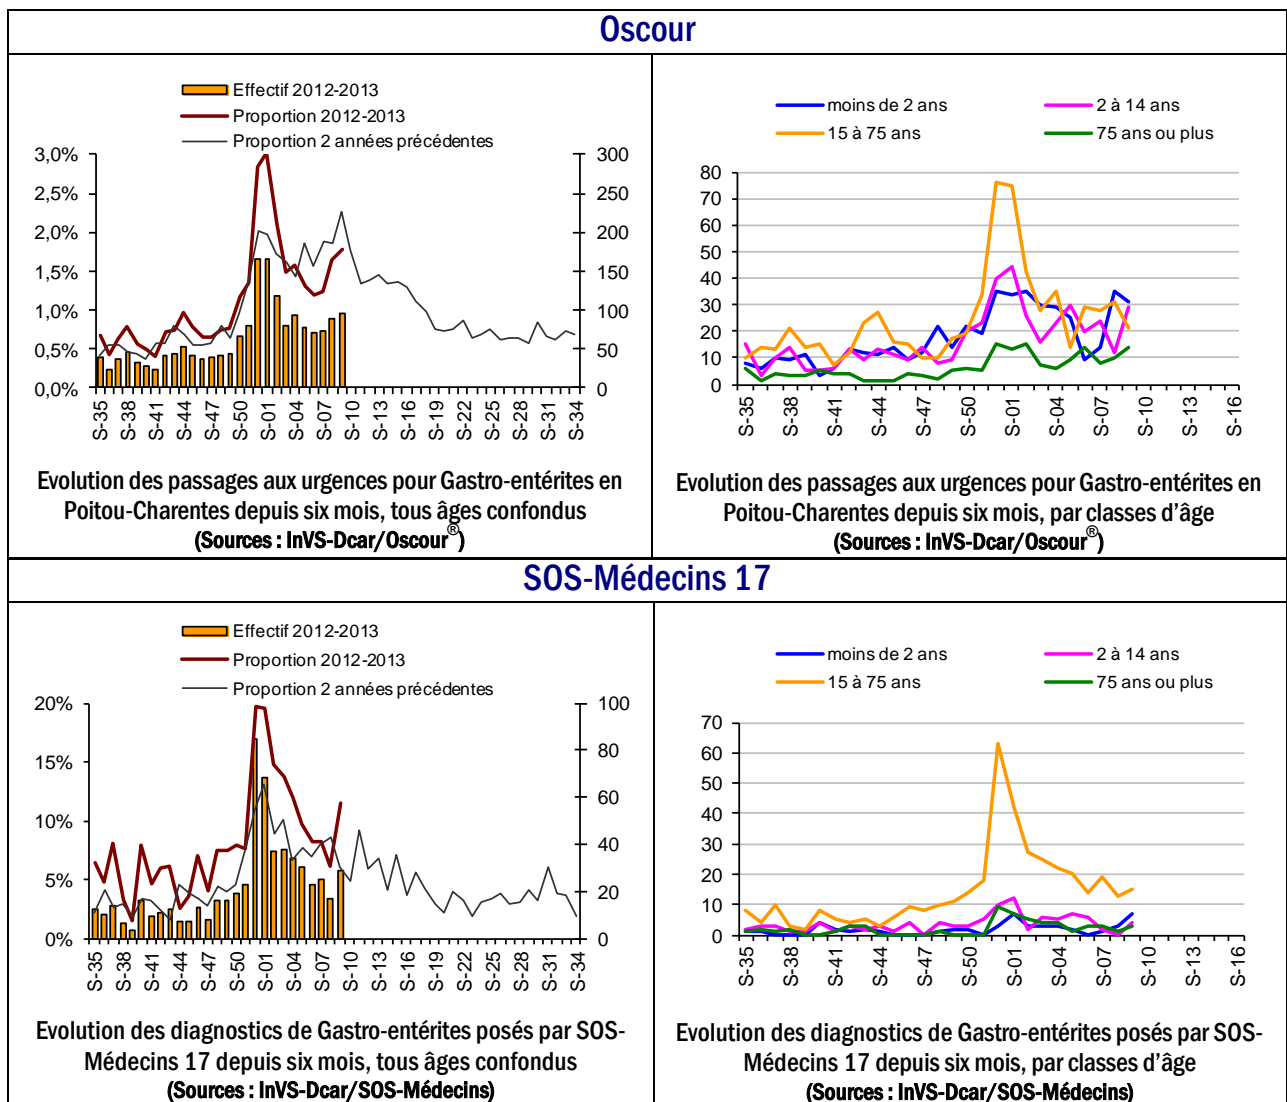 Oscour
Effectif 2012-2013
Proportion 2012-2013
Proportion 2 années précédentes
3,0%
2,5%
2,0%
1,5%
1,0%
0,5%
0,0%
300
250
200
150
100
50
0
S-35
S-38
S-41
S-44
S-47
S-50
S-01
S-04
S-07
S-10
S-13
S-16
S-19
S-22
S-25
S-28
S-31
S-34
Evolution des passages aux urgences pour Gastro-entérites en
Poitou-Charentes depuis six mois, tous âges confondus
(Sources : InVS-Dcar/Oscour®)
moins de 2 ans
2 à 14 ans
15 à 75 ans
75 ans ou plus
80
70
60
50
40
30
20
10
0
S-35
S-38
S-41
S-44
S-47
S-50
S-01
S-04
S-07
S-10
S-13
S-16
Evolution des passages aux urgences pour Gastro-entérites en
Poitou-Charentes depuis six mois, par classes d’âge
(Sources : InVS-Dcar/Oscour®)
SOS-Médecins 17
Effectif 2012-2013
Proportion 2012-2013
Proportion 2 années précédentes
20%
15%
10%
5%
0%
100
80
60
40
20
0
S-35
S-38
S-41
S-44
S-47
S-50
S-01
S-04
S-07
S-10
S-13
S-16
S-19
S-22
S-25
S-28
S-31
S-34
Evolution des diagnostics de Gastro-entérites posés par SOS-
Médecins 17 depuis six mois, tous âges confondus
(Sources : InVS-Dcar/SOS-Médecins)
moins de 2 ans
2 à 14 ans
15 à 75 ans
75 ans ou plus
70
60
50
40
30
20
10
0
S-35
S-38
S-41
S-44
S-47
S-50
S-01
S-04
S-07
S-10
S-13
S-16
Evolution des diagnostics de Gastro-entérites posés par SOS-
Médecins 17 depuis six mois, par classes d’âge
(Sources : InVS-Dcar/SOS-Médecins)